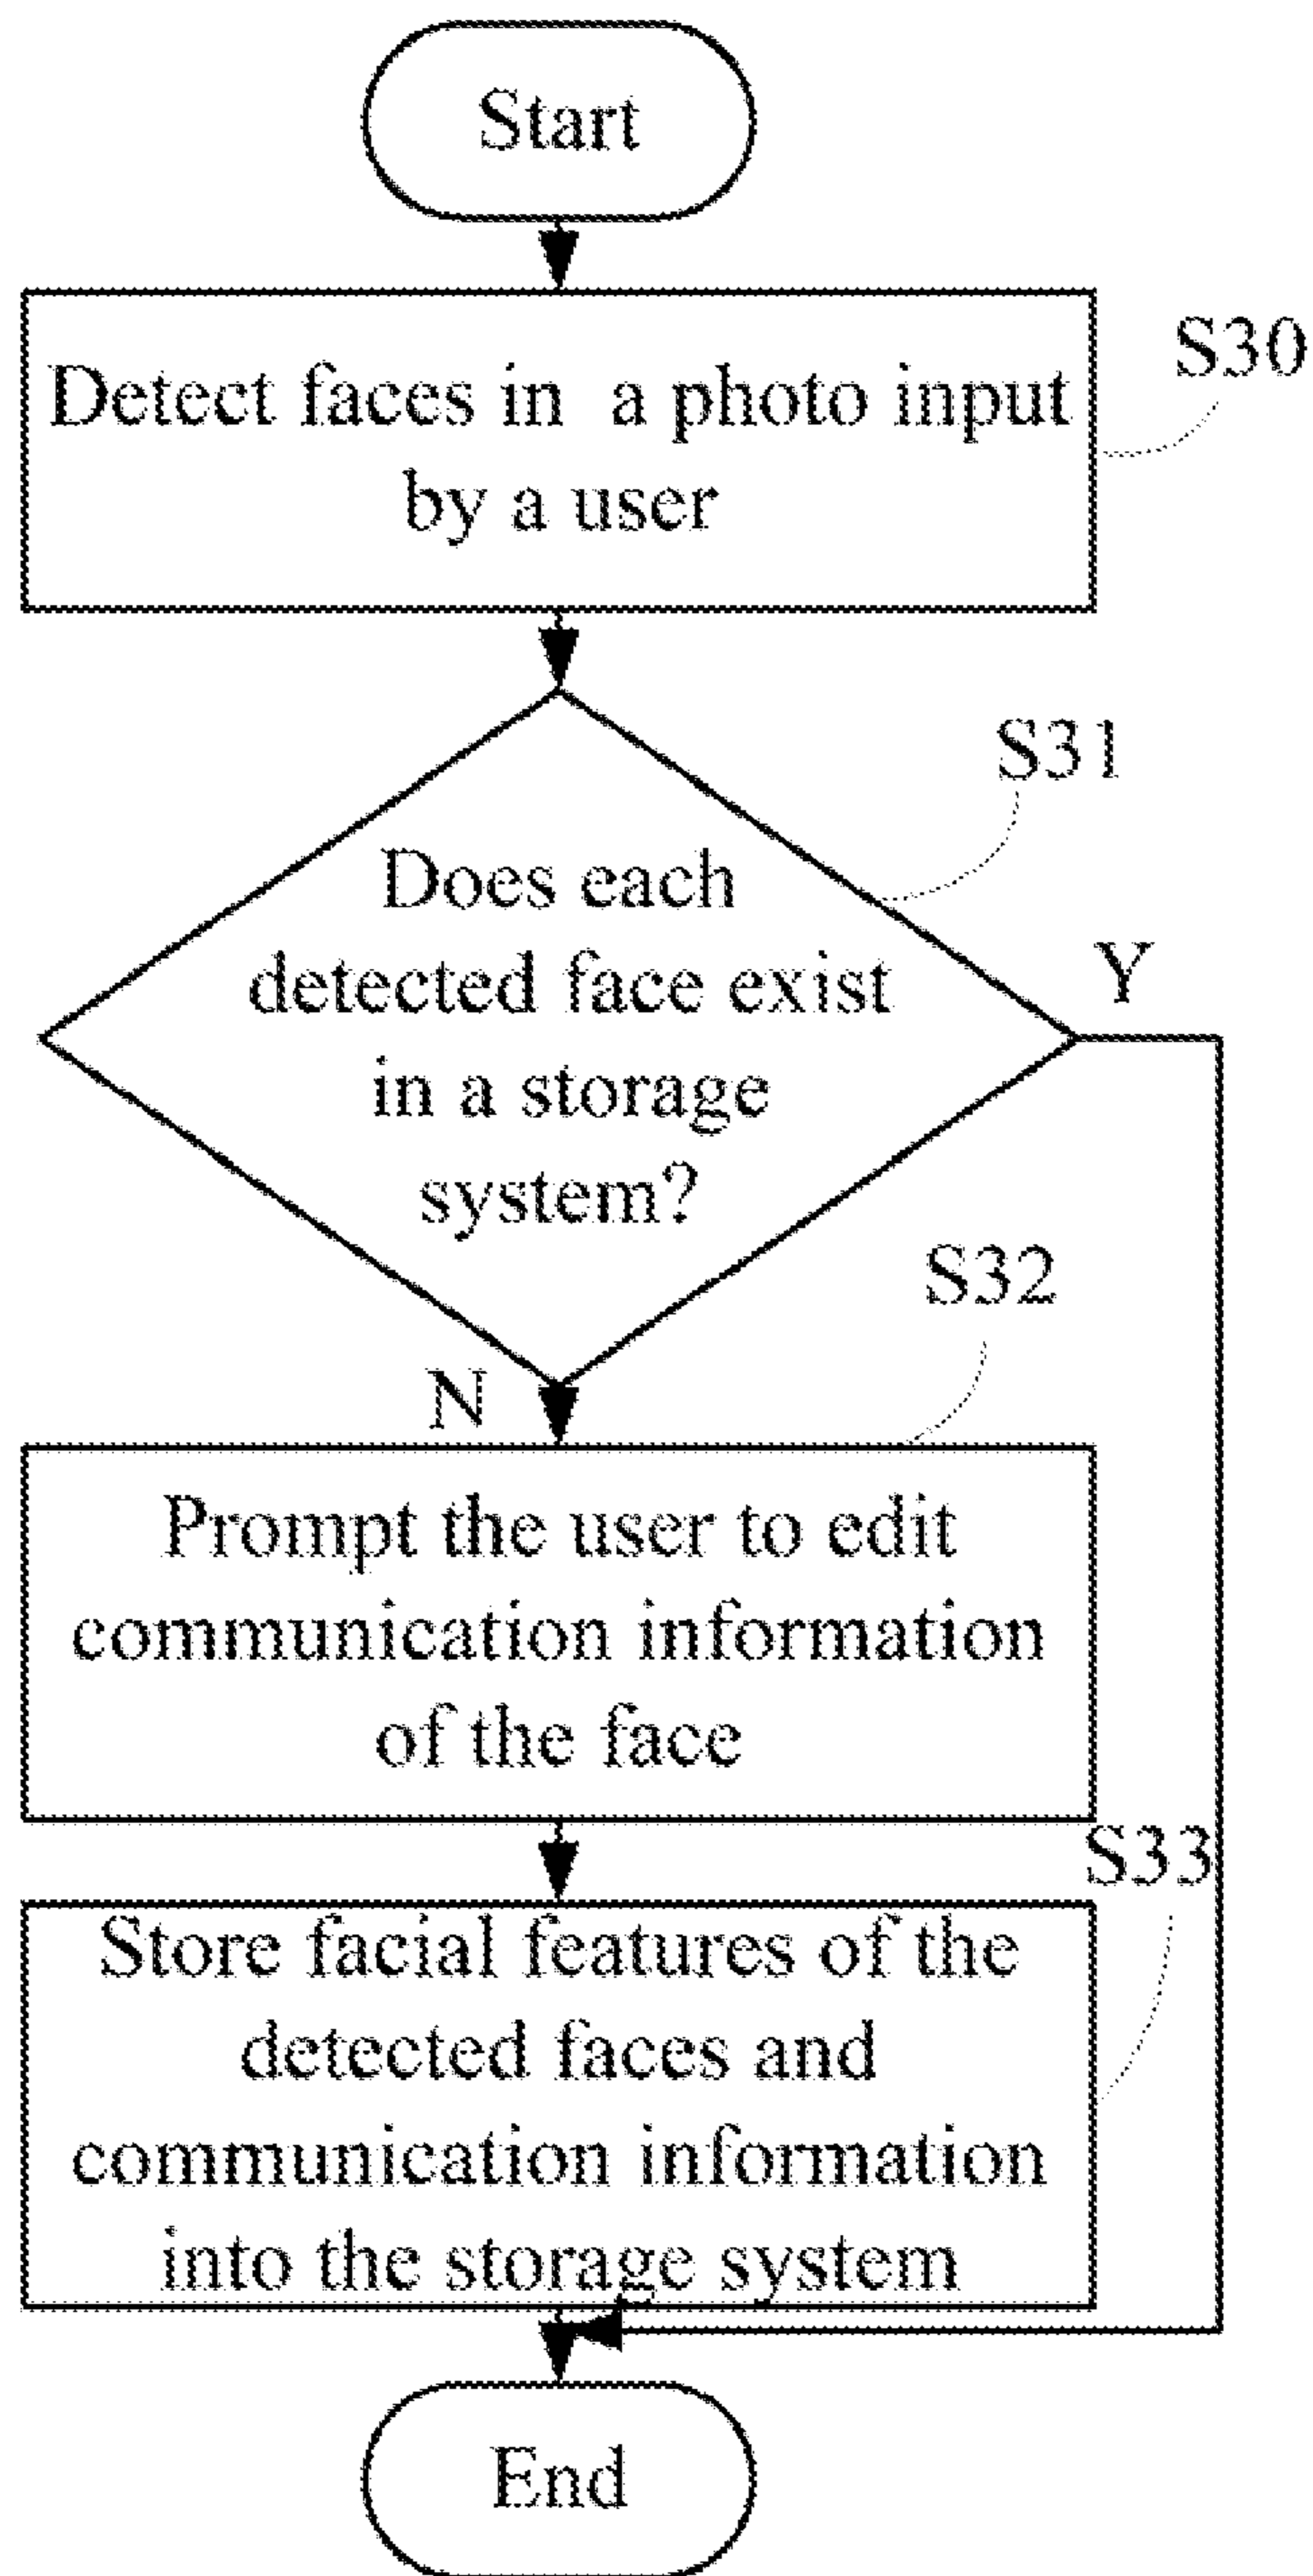 Start
S30
Detect faces in a photo input
by a user
S31
Does each
detected face exist
in a storage
system?
Y
N
S32
Prompt the user to edit
communication information
of the face
S33
Store facial features of the
detected faces and
communication information
into the storage system
End